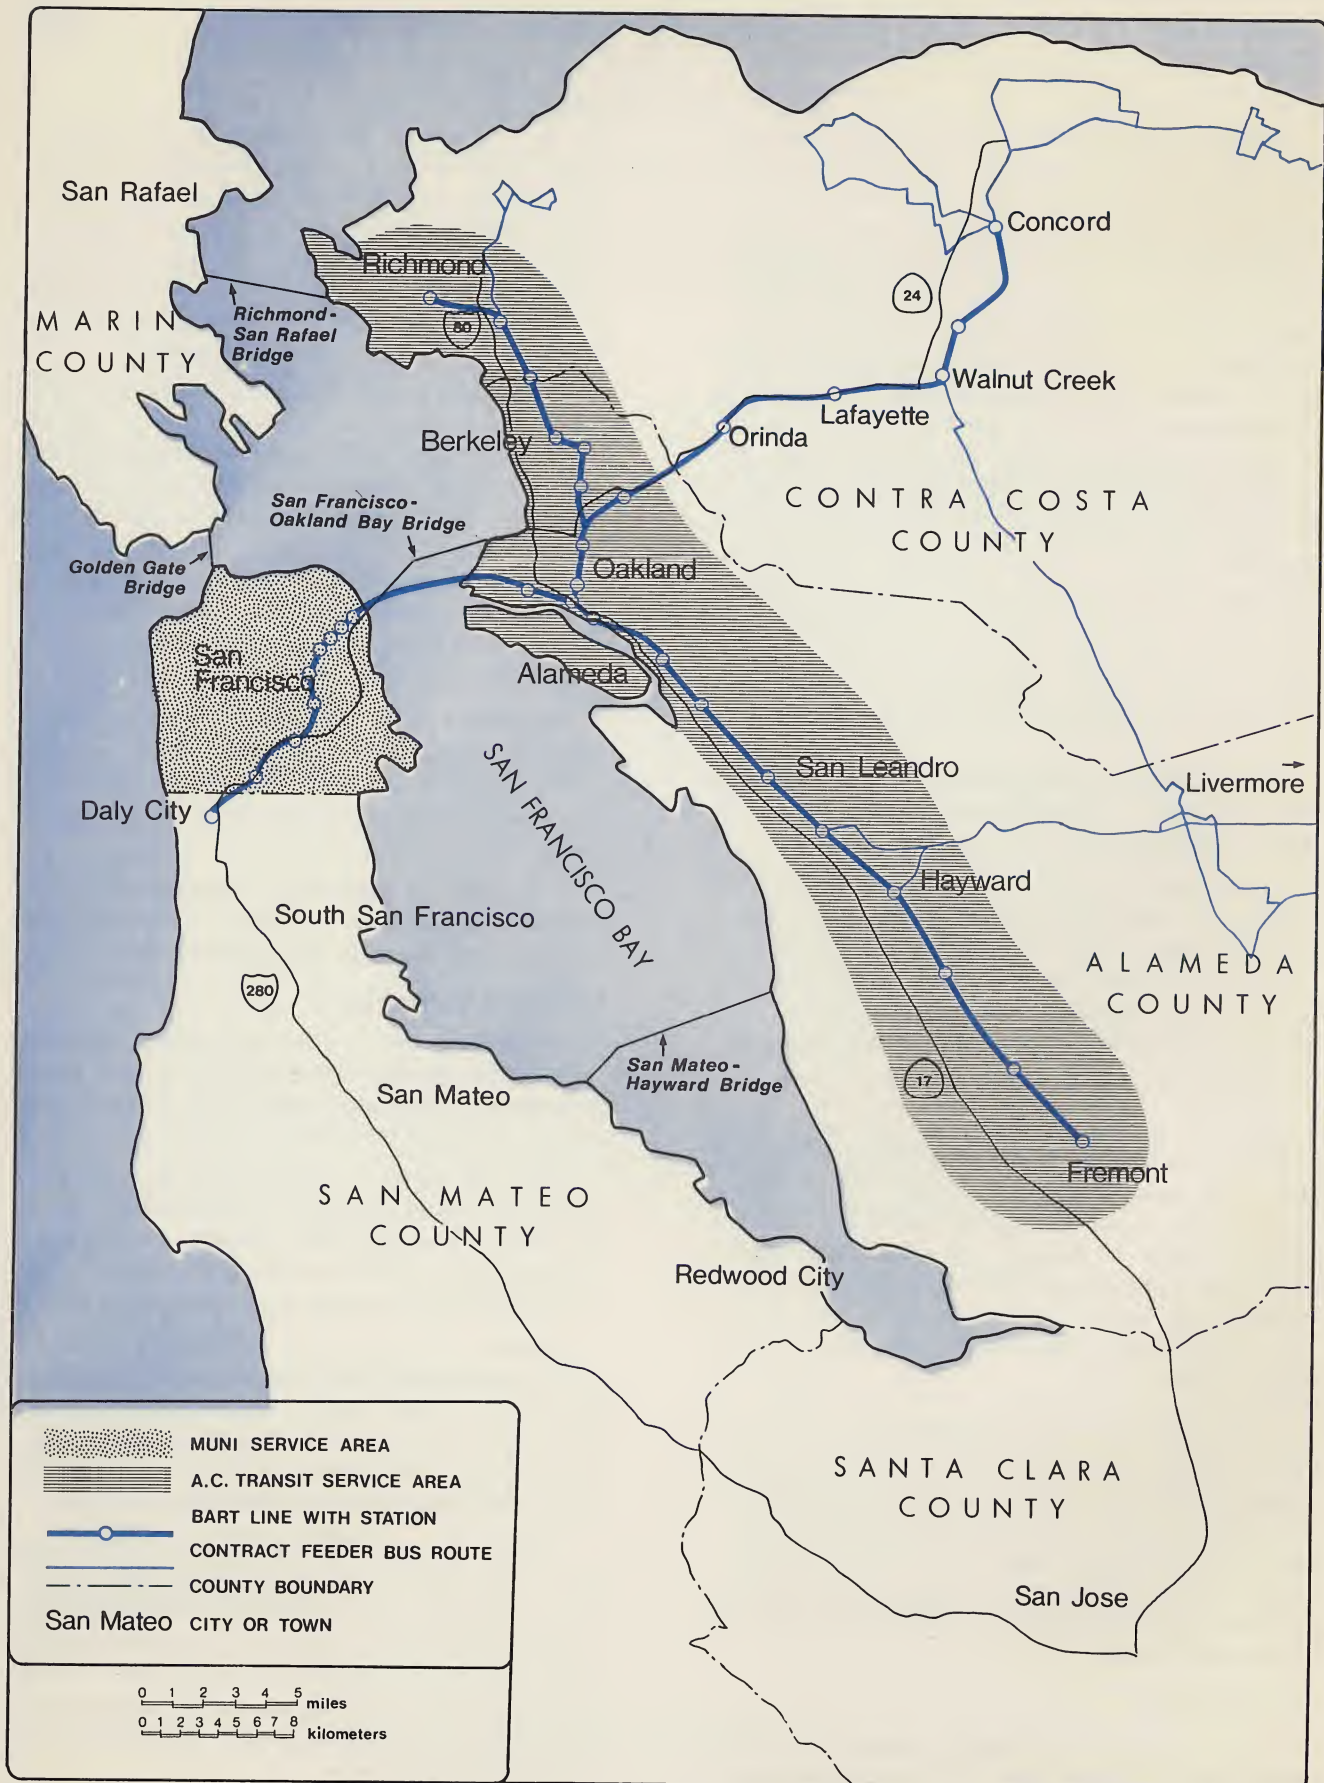 San Rafael
Concord
Richmond
24
80
MARIN
COUNTY
Richmond-
San Rafael
Bridge
Walnut Creek
Lafayette
Orinda
Berkeley
San Francisco-
Oakland Bay Bridge
CONTRA COSTA
COUNTY
Golden Gate
Bridge
Oakland
San
Francisco
Alameda
SAN FRANCISCO BAY
San Leandro
Livermore
Daly City
Hayward
South San Francisco
280
ALAMEDA
COUNTY
San Mateo-
Hayward Bridge
17
San Mateo
Fremont
SAN MATEO
COUNTY
Redwood City
SANTA CLARA
COUNTY
San Jose
MUNI SERVICE AREA
A.C. TRANSIT SERVICE AREA
BART LINE WITH STATION
CONTRACT FEEDER BUS ROUTE
COUNTY BOUNDARY
San Mateo CITY OR TOWN
0 1 2 3 4 5 miles
0 1 2 3 4 5 6 7 8 kilometers